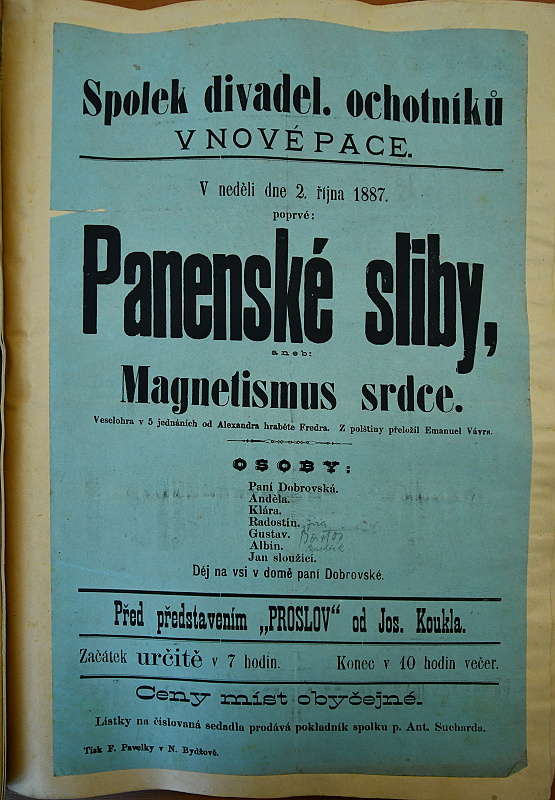 Spolek divadel. ochotníků
V NOVÉ PACE.
V neděli dne 2. října 1887.
poprvé:
Panenské sliby,
aneb:
Magnetismus srdce.
Veselohra v 5 jednáních od Alexandra hraběte Fredra. Z polštiny přeložil Emanuel Vávra.
OSOBY:
Paní Dobrovská.
Anděla.
Klára.
Radostín.
Gustav.
Albín.
Jan sloužící.
Děj na vsi v domě paní Dobrovské.
Před představením „PROSLOV“ od Jos. Koukla.
Začátek určitě v 7 hodin. Konec v 10 hodin večer.
Ceny míst obyčejné.
Lístky na číslovaná sedadla prodává pokladník spolku p. Ant. Sucharda.
Tisk F. Pavelky v N. Bydžově.